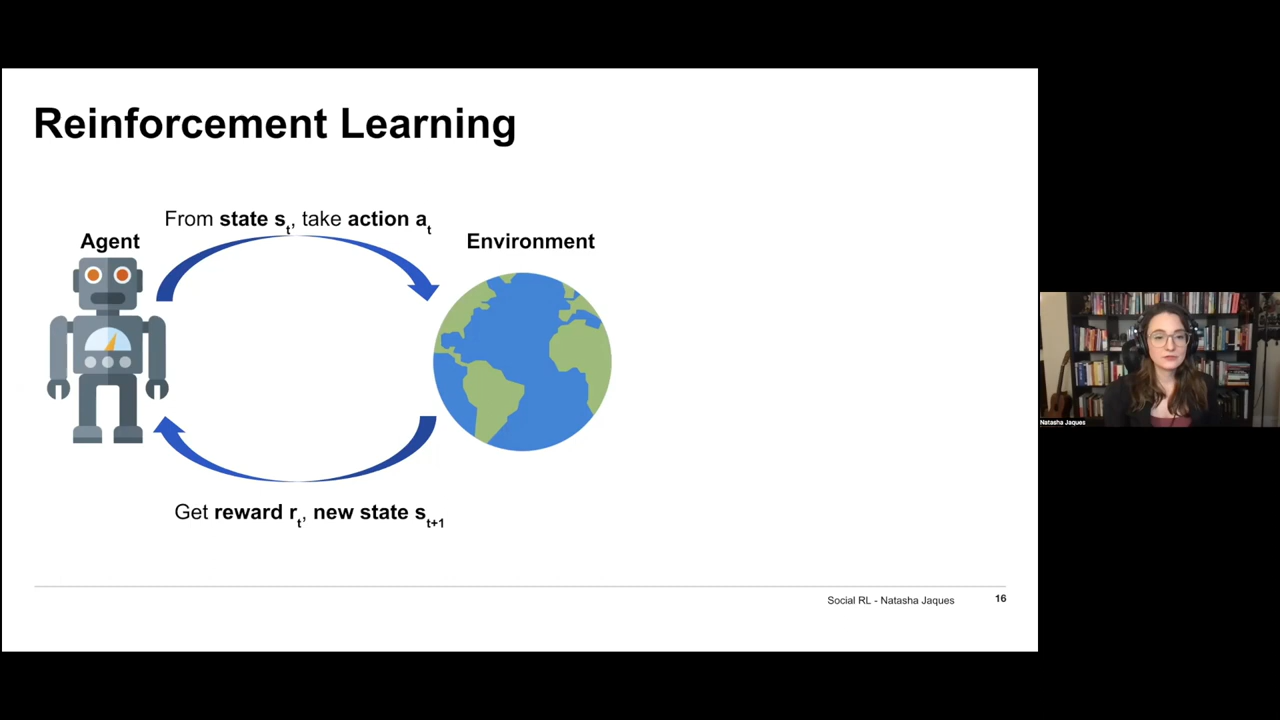 Reinforcement Learning
From state st, take action at
Agent
Environment
Get reward rt, new state st+1
Social RL - Natasha Jaques
16
Natasha Jaques